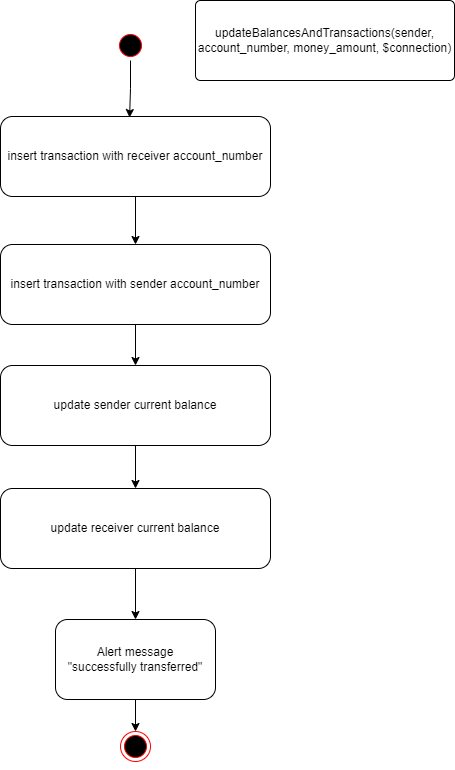 updateBalancesAndTransactions(sender,
account_number, money_amount, $connection)
insert transaction with receiver account_number
insert transaction with sender account_number
update sender current balance
update receiver current balance
Alert message
"successfully transferred"